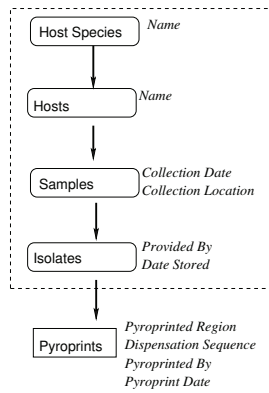 Host Species
Name
Hosts
Name
Samples
Collection Date
Collection Location
Isolates
Provided By
Date Stored
Pyroprints
Pyroprinted Region
Dispensation Sequence
Pyroprinted By
Pyroprint Date